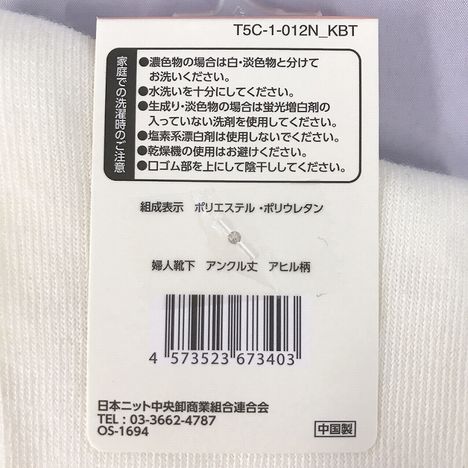 T5C-1-012N_KBT
家庭での洗濯時のご注意
●濃色物の場合は白・淡色物と分けて
お洗いください。
●水洗いを十分にしてください。
●生成り・淡色物の場合は蛍光増白剤の
入っていない洗剤を使用してください。
●塩素系漂白剤は使用しないでください。
●乾燥機の使用はお避けください。
●口ゴム部を上にして陰干ししてください。
組成表示 ポリエステル・ポリウレタン
婦人靴下 アンクル丈 アヒル柄
4 573523 673403
日本ニット中央卸商業組合連合会
TEL: 03-3662-4787
OS-1694
中国製